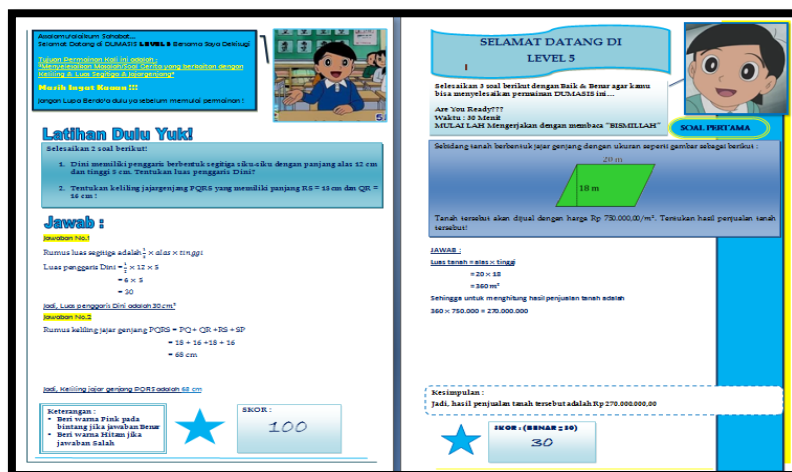 Assalamu'alaikum Sahabat...
Selamat Datang di DUMASIS LEVEL 5 Bersama Saya Dekisugi
Tujuan Permainan Kali ini adalah :
"Menyelesaikan Masalah/Soal Cerita yang berkaitan dengan
Keliling & Luas Segitiga & Jajargenjang"
Masih Ingat Kawan !!!
Jangan Lupa Berdo'a dulu ya sebelum memulai permainan !
5
Latihan Dulu Yuk!
Selesaikan 2 soal berikut:
1. Dini memiliki penggaris berbentuk segitiga siku-siku dengan panjang alas 12 cm
dan tinggi 5 cm. Tentukan luas penggaris Dini?
2. Tentukan keliling jajargenjang PQRS yang memiliki panjang RS = 18 cm dan QR =
16 cm !
Jawab :
Jawaban No.1
Rumus luas segitiga adalah 1/2 × alas × tinggi
Luas penggaris Dini = 1/2 × 12 × 5
= 6 × 5
= 30
Jadi, Luas penggaris Dini adalah 30 cm.²
Jawaban No.2
Rumus keliling jajar genjang PQRS = PQ + QR +RS + SP
= 18 + 16 +18 + 16
= 68 cm
Jadi, Keliling jajar genjang PQRS adalah 68 cm
Keterangan :
• Beri warna Pink pada
bintang jika jawaban Benar
• Beri warna Hitam jika
jawaban Salah
SKOR :
100
SELAMAT DATANG DI
LEVEL 5
Selesaikan 3 soal berikut dengan Baik & Benar agar kamu
bisa menyelesaikan permainan DUMASIS ini...
Are You Ready???
Waktu : 30 Menit
MULAI LAH Mengerjakan dengan membaca "BISMILLAH"
SOAL PERTAMA
Sebidang tanah berbentuk jajar genjang dengan ukuran seperti gambar sebagai berikut :
20 m
18 m
Tanah tersebut akan dijual dengan harga Rp 750.000,00/m². Tentukan hasil penjualan tanah
tersebut!
JAWAB :
Luas tanah = alas × tinggi
= 20 × 18
= 360 m²
Sehingga untuk menghitung hasil penjualan tanah adalah
360 × 750.000 = 270.000.000
Kesimpulan :
Jadi, hasil penjualan tanah tersebut adalah Rp 270.000.000,00
SKOR : (BENAR = 30)
30